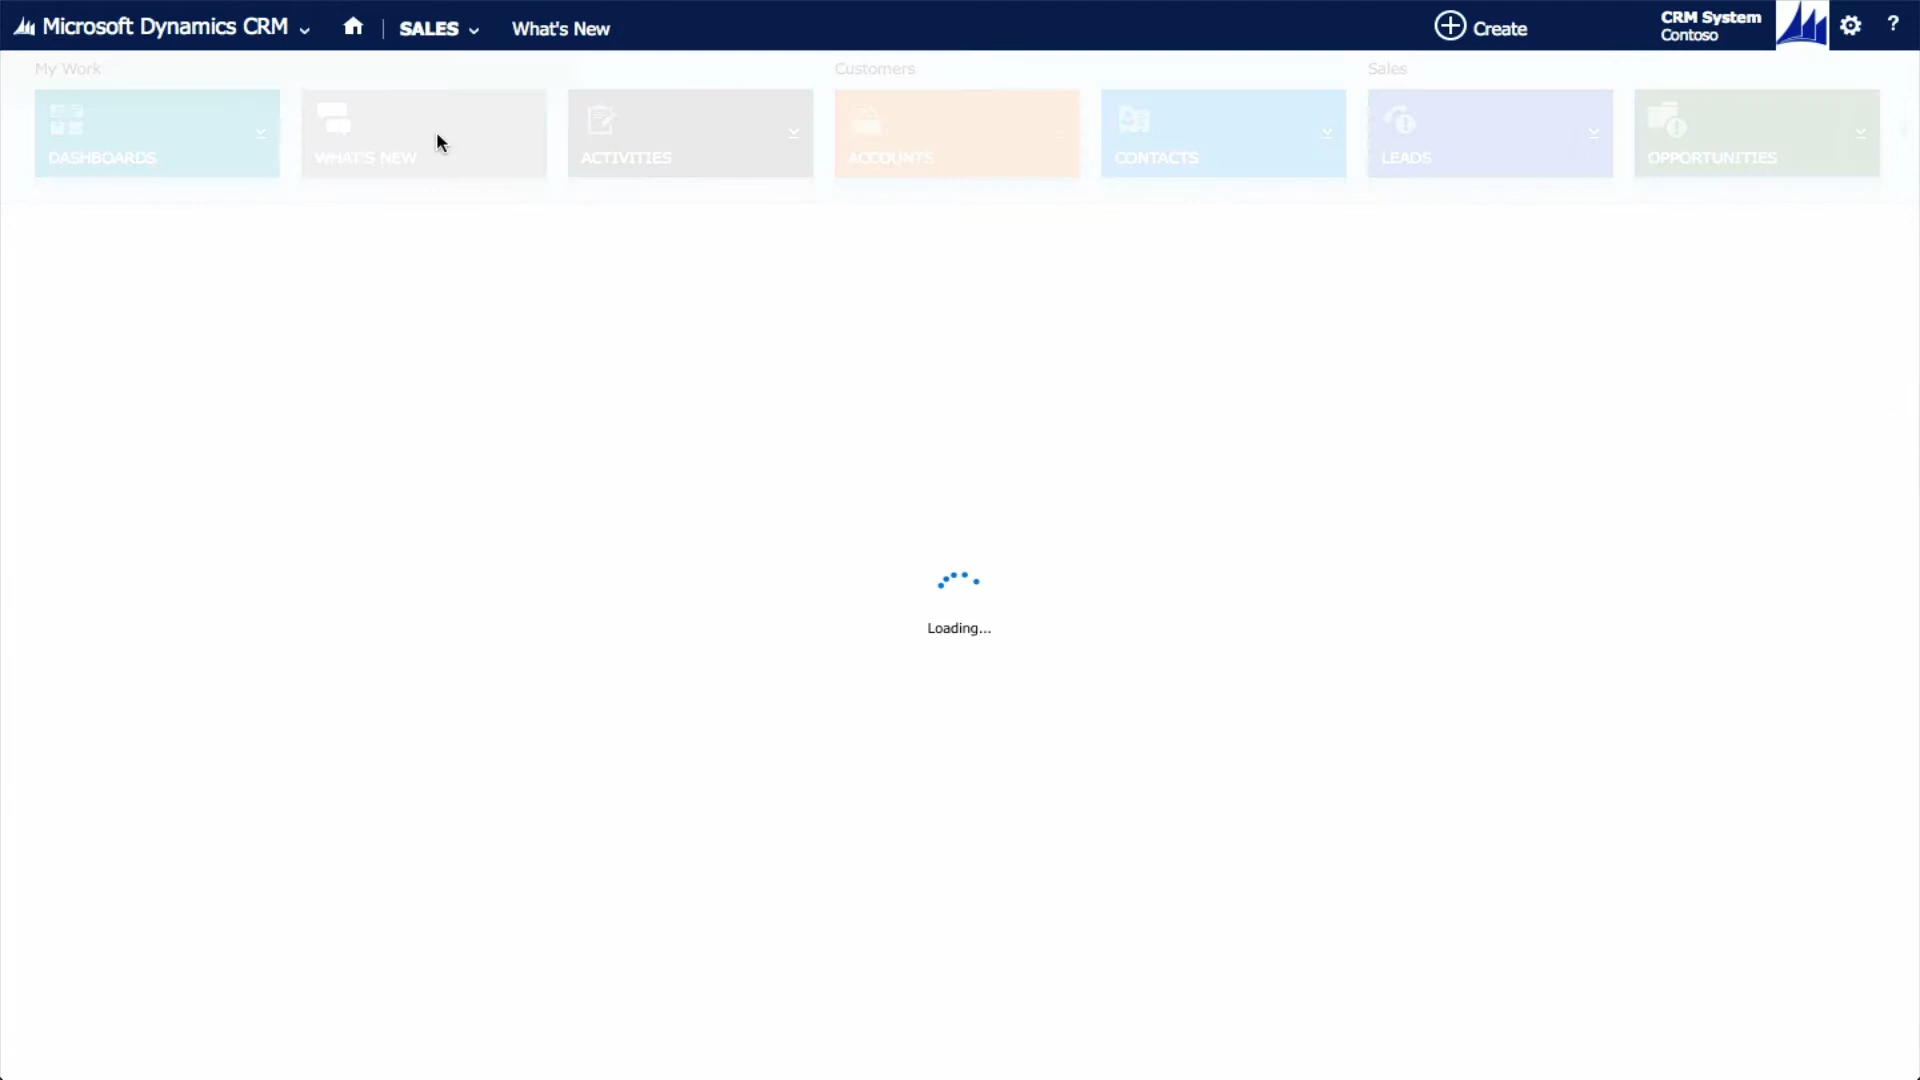 Microsoft Dynamics CRM
SALES
What's New
Create
CRM System
Contoso
?
My Work
Customers
Sales
DASHBOARDS
WHAT'S NEW
ACTIVITIES
ACCOUNTS
CONTACTS
LEADS
OPPORTUNITIES
Loading...